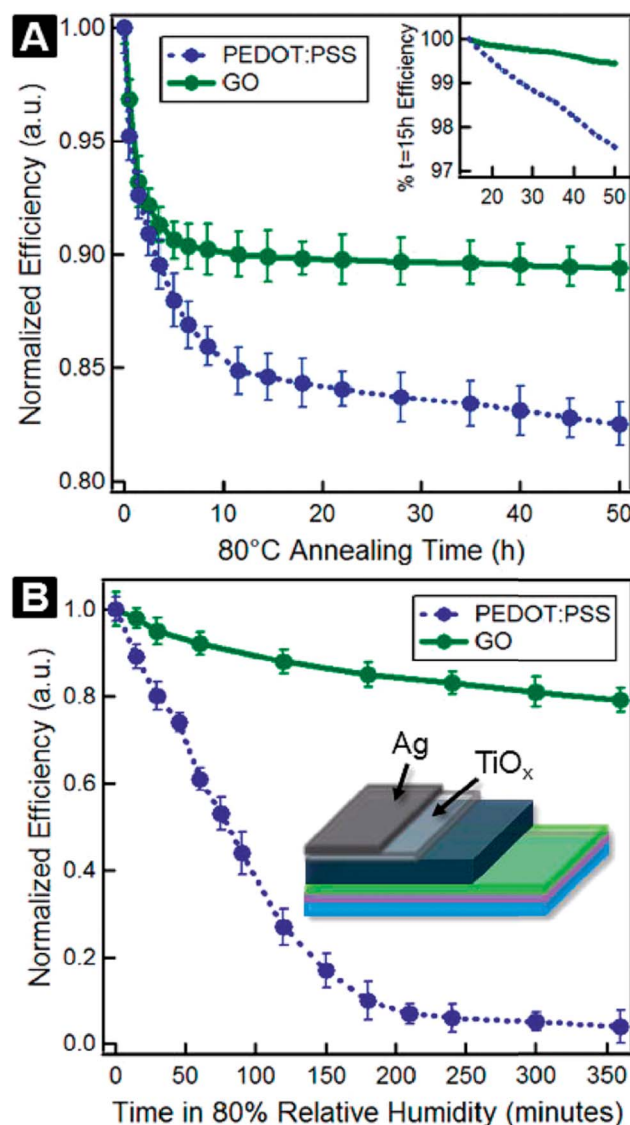 A
1.00
0.95
0.90
0.85
0.80
Normalized Efficiency (a.u.)
PEDOT:PSS
GO
100
99
98
97
% t=15h Efficiency
20 30 40 50
0 10 20 30 40 50
80°C Annealing Time (h)
B
1.0
0.8
0.6
0.4
0.2
0.0
Normalized Efficiency (a.u.)
PEDOT:PSS
GO
Ag
TiOₓ
0 50 100 150 200 250 300 350
Time in 80% Relative Humidity (minutes)